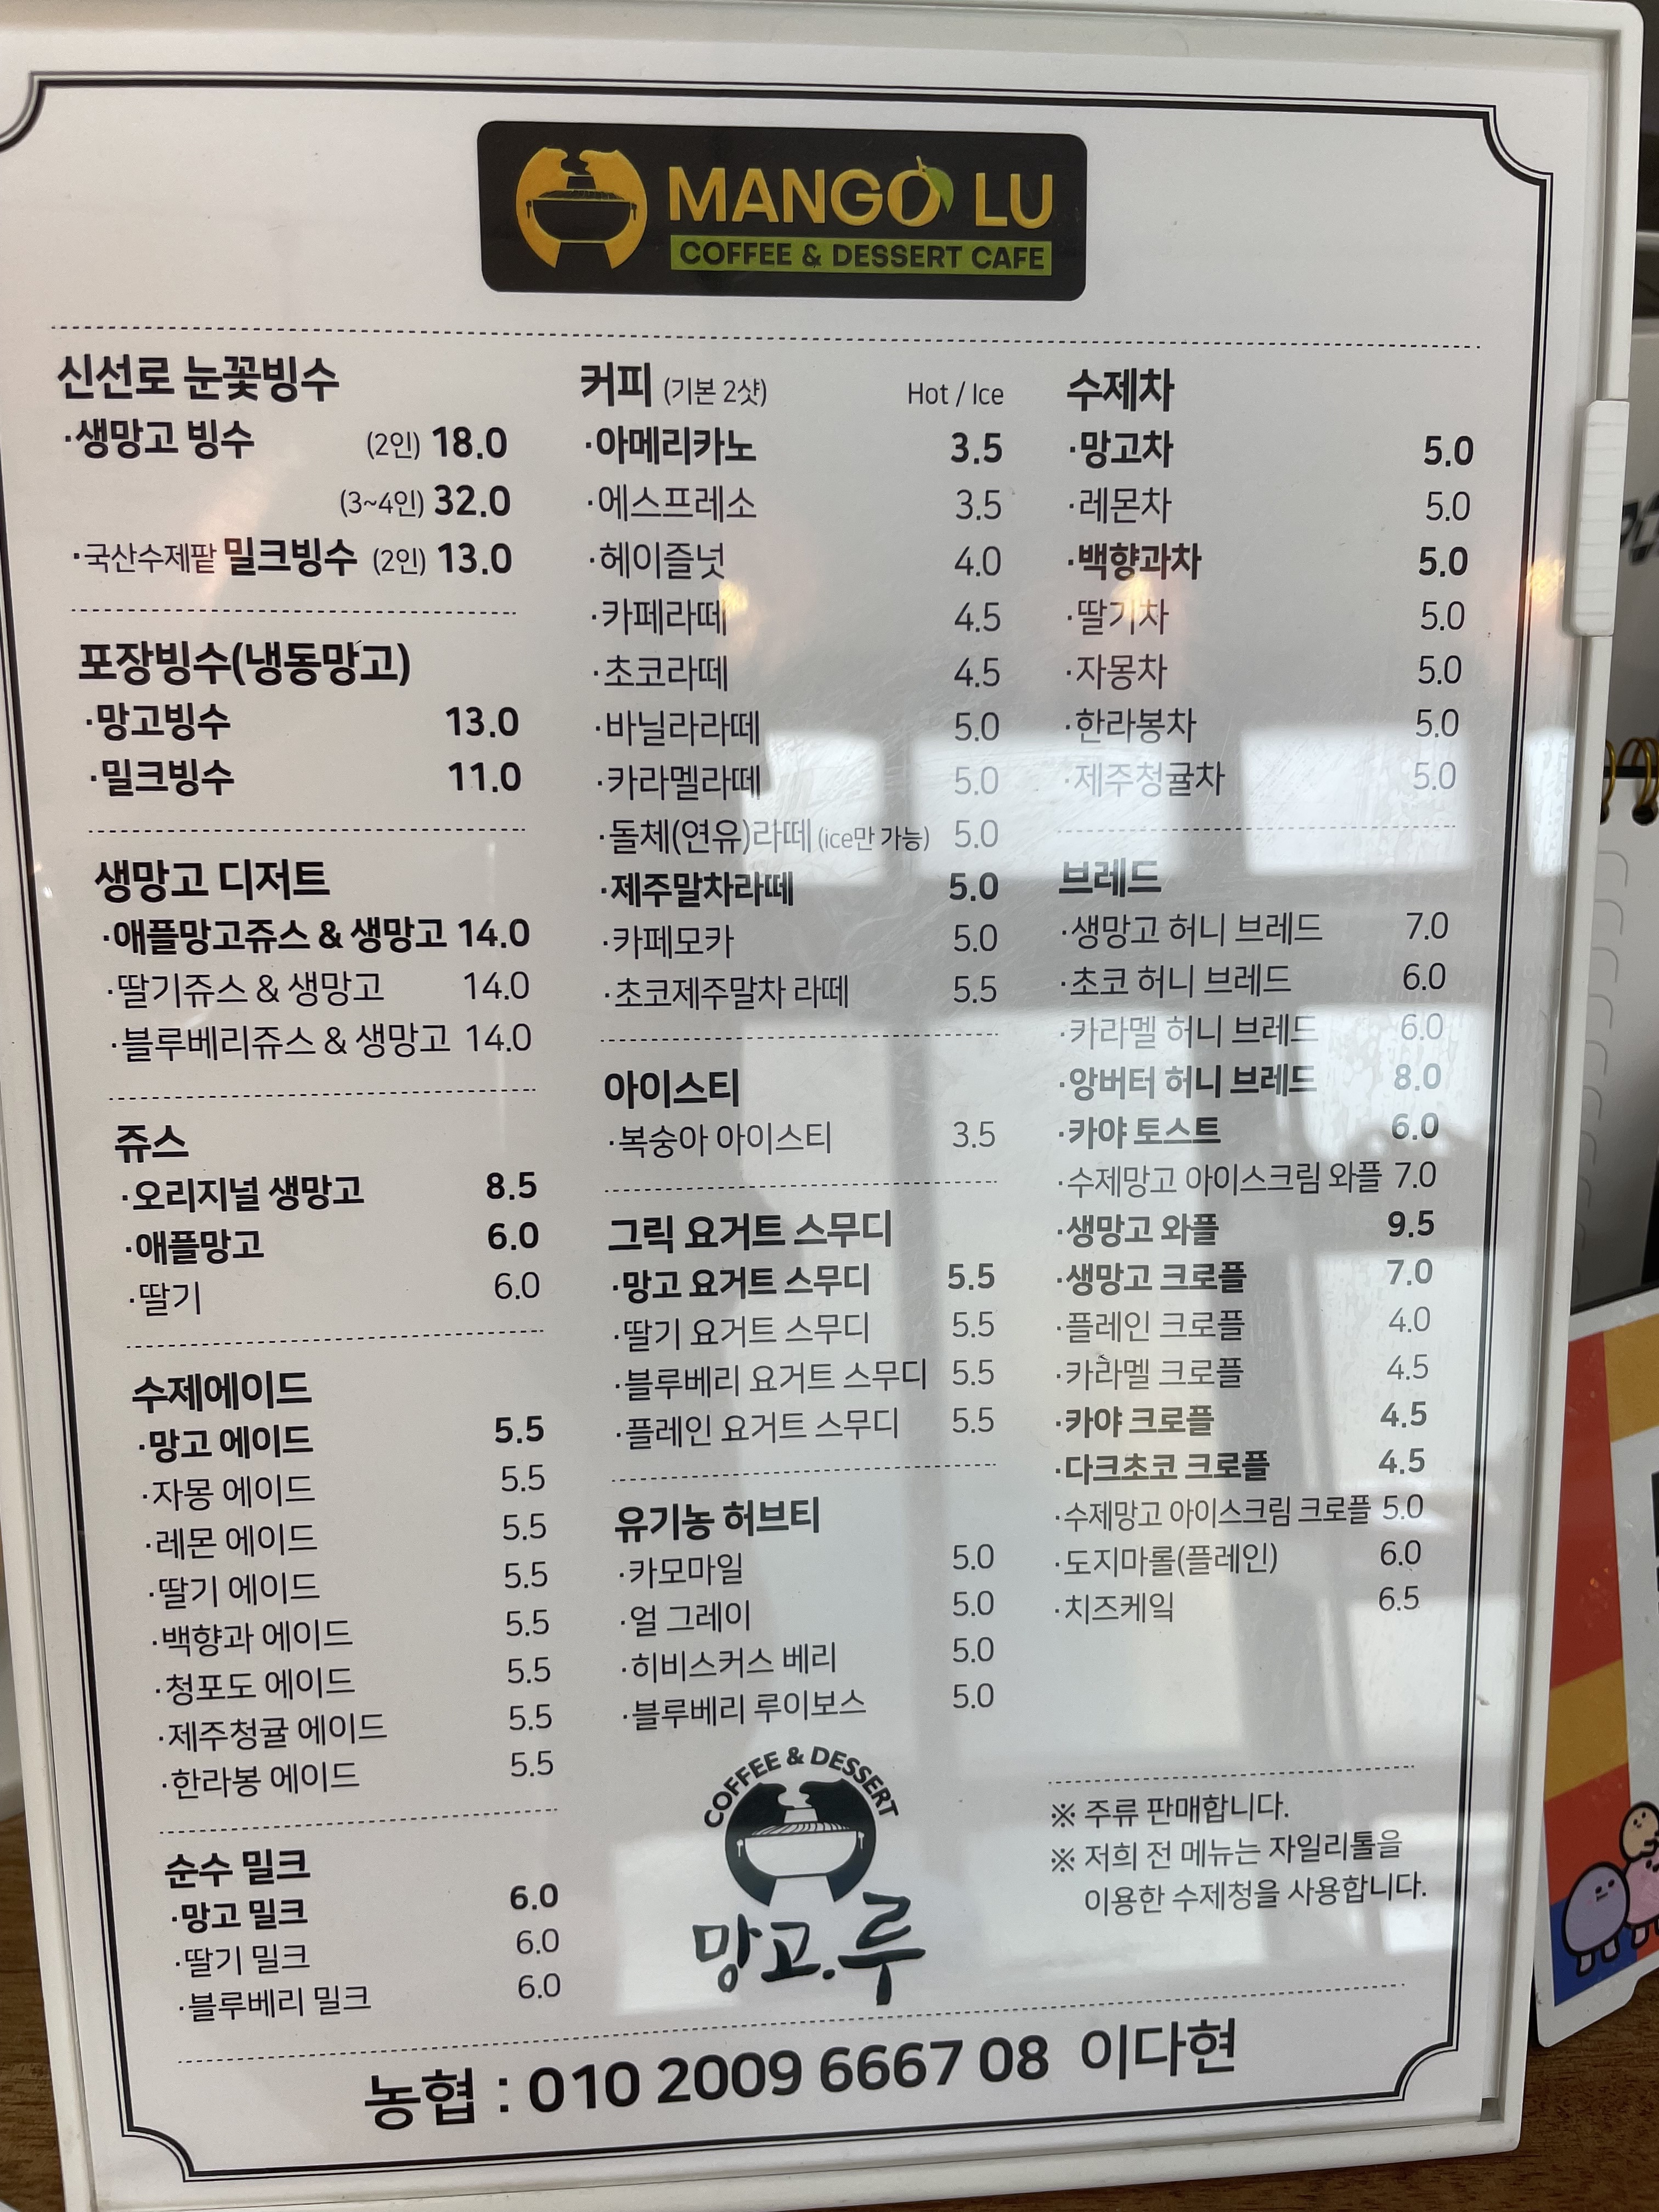 MANGO LU
COFFEE & DESSERT CAFE
신선로 눈꽃빙수
·생망고 빙수 (2인) 18.0
(3~4인) 32.0
·국산수제팥 밀크빙수 (2인) 13.0
포장빙수(냉동망고)
·망고빙수 13.0
·밀크빙수 11.0
생망고 디저트
·애플망고쥬스 & 생망고 14.0
·딸기쥬스 & 생망고 14.0
·블루베리쥬스 & 생망고 14.0
쥬스
·오리지널 생망고 8.5
·애플망고 6.0
·딸기 6.0
수제에이드
·망고 에이드 5.5
·자몽 에이드 5.5
·레몬 에이드 5.5
·딸기 에이드 5.5
·백향과 에이드 5.5
·청포도 에이드 5.5
·제주청귤 에이드 5.5
·한라봉 에이드 5.5
순수 밀크
·망고 밀크 6.0
·딸기 밀크 6.0
·블루베리 밀크 6.0
커피 (기본 2샷) Hot / Ice
·아메리카노 3.5
·에스프레소 3.5
·헤이즐넛 4.0
·카페라떼 4.5
·초코라떼 4.5
·바닐라라떼 5.0
·카라멜라떼 5.0
·돌체(연유)라떼 (ice만 가능) 5.0
·제주말차라떼 5.0
·카페모카 5.0
·초코제주말차 라떼 5.5
아이스티
·복숭아 아이스티 3.5
그릭 요거트 스무디
·망고 요거트 스무디 5.5
·딸기 요거트 스무디 5.5
·블루베리 요거트 스무디 5.5
·플레인 요거트 스무디 5.5
유기농 허브티
·카모마일 5.0
·얼 그레이 5.0
·히비스커스 베리 5.0
·블루베리 루이보스 5.0
COFFEE & DESSERT
망고.루
수제차
·망고차 5.0
·레몬차 5.0
·백향과차 5.0
·딸기차 5.0
·자몽차 5.0
·한라봉차 5.0
·제주청귤차 5.0
브레드
·생망고 허니 브레드 7.0
·초코 허니 브레드 6.0
·카라멜 허니 브레드 6.0
·앙버터 허니 브레드 8.0
·카야 토스트 6.0
·수제망고 아이스크림 와플 7.0
·생망고 와플 9.5
·생망고 크로플 7.0
·플레인 크로플 4.0
·카라멜 크로플 4.5
·카야 크로플 4.5
·다크초코 크로플 4.5
·수제망고 아이스크림 크로플 5.0
·도지마롤(플레인) 6.0
·치즈케잌 6.5
※ 주류 판매합니다.
※ 저희 전 메뉴는 자일리톨을
이용한 수제청을 사용합니다.
농협 : 010 2009 6667 08 이다현